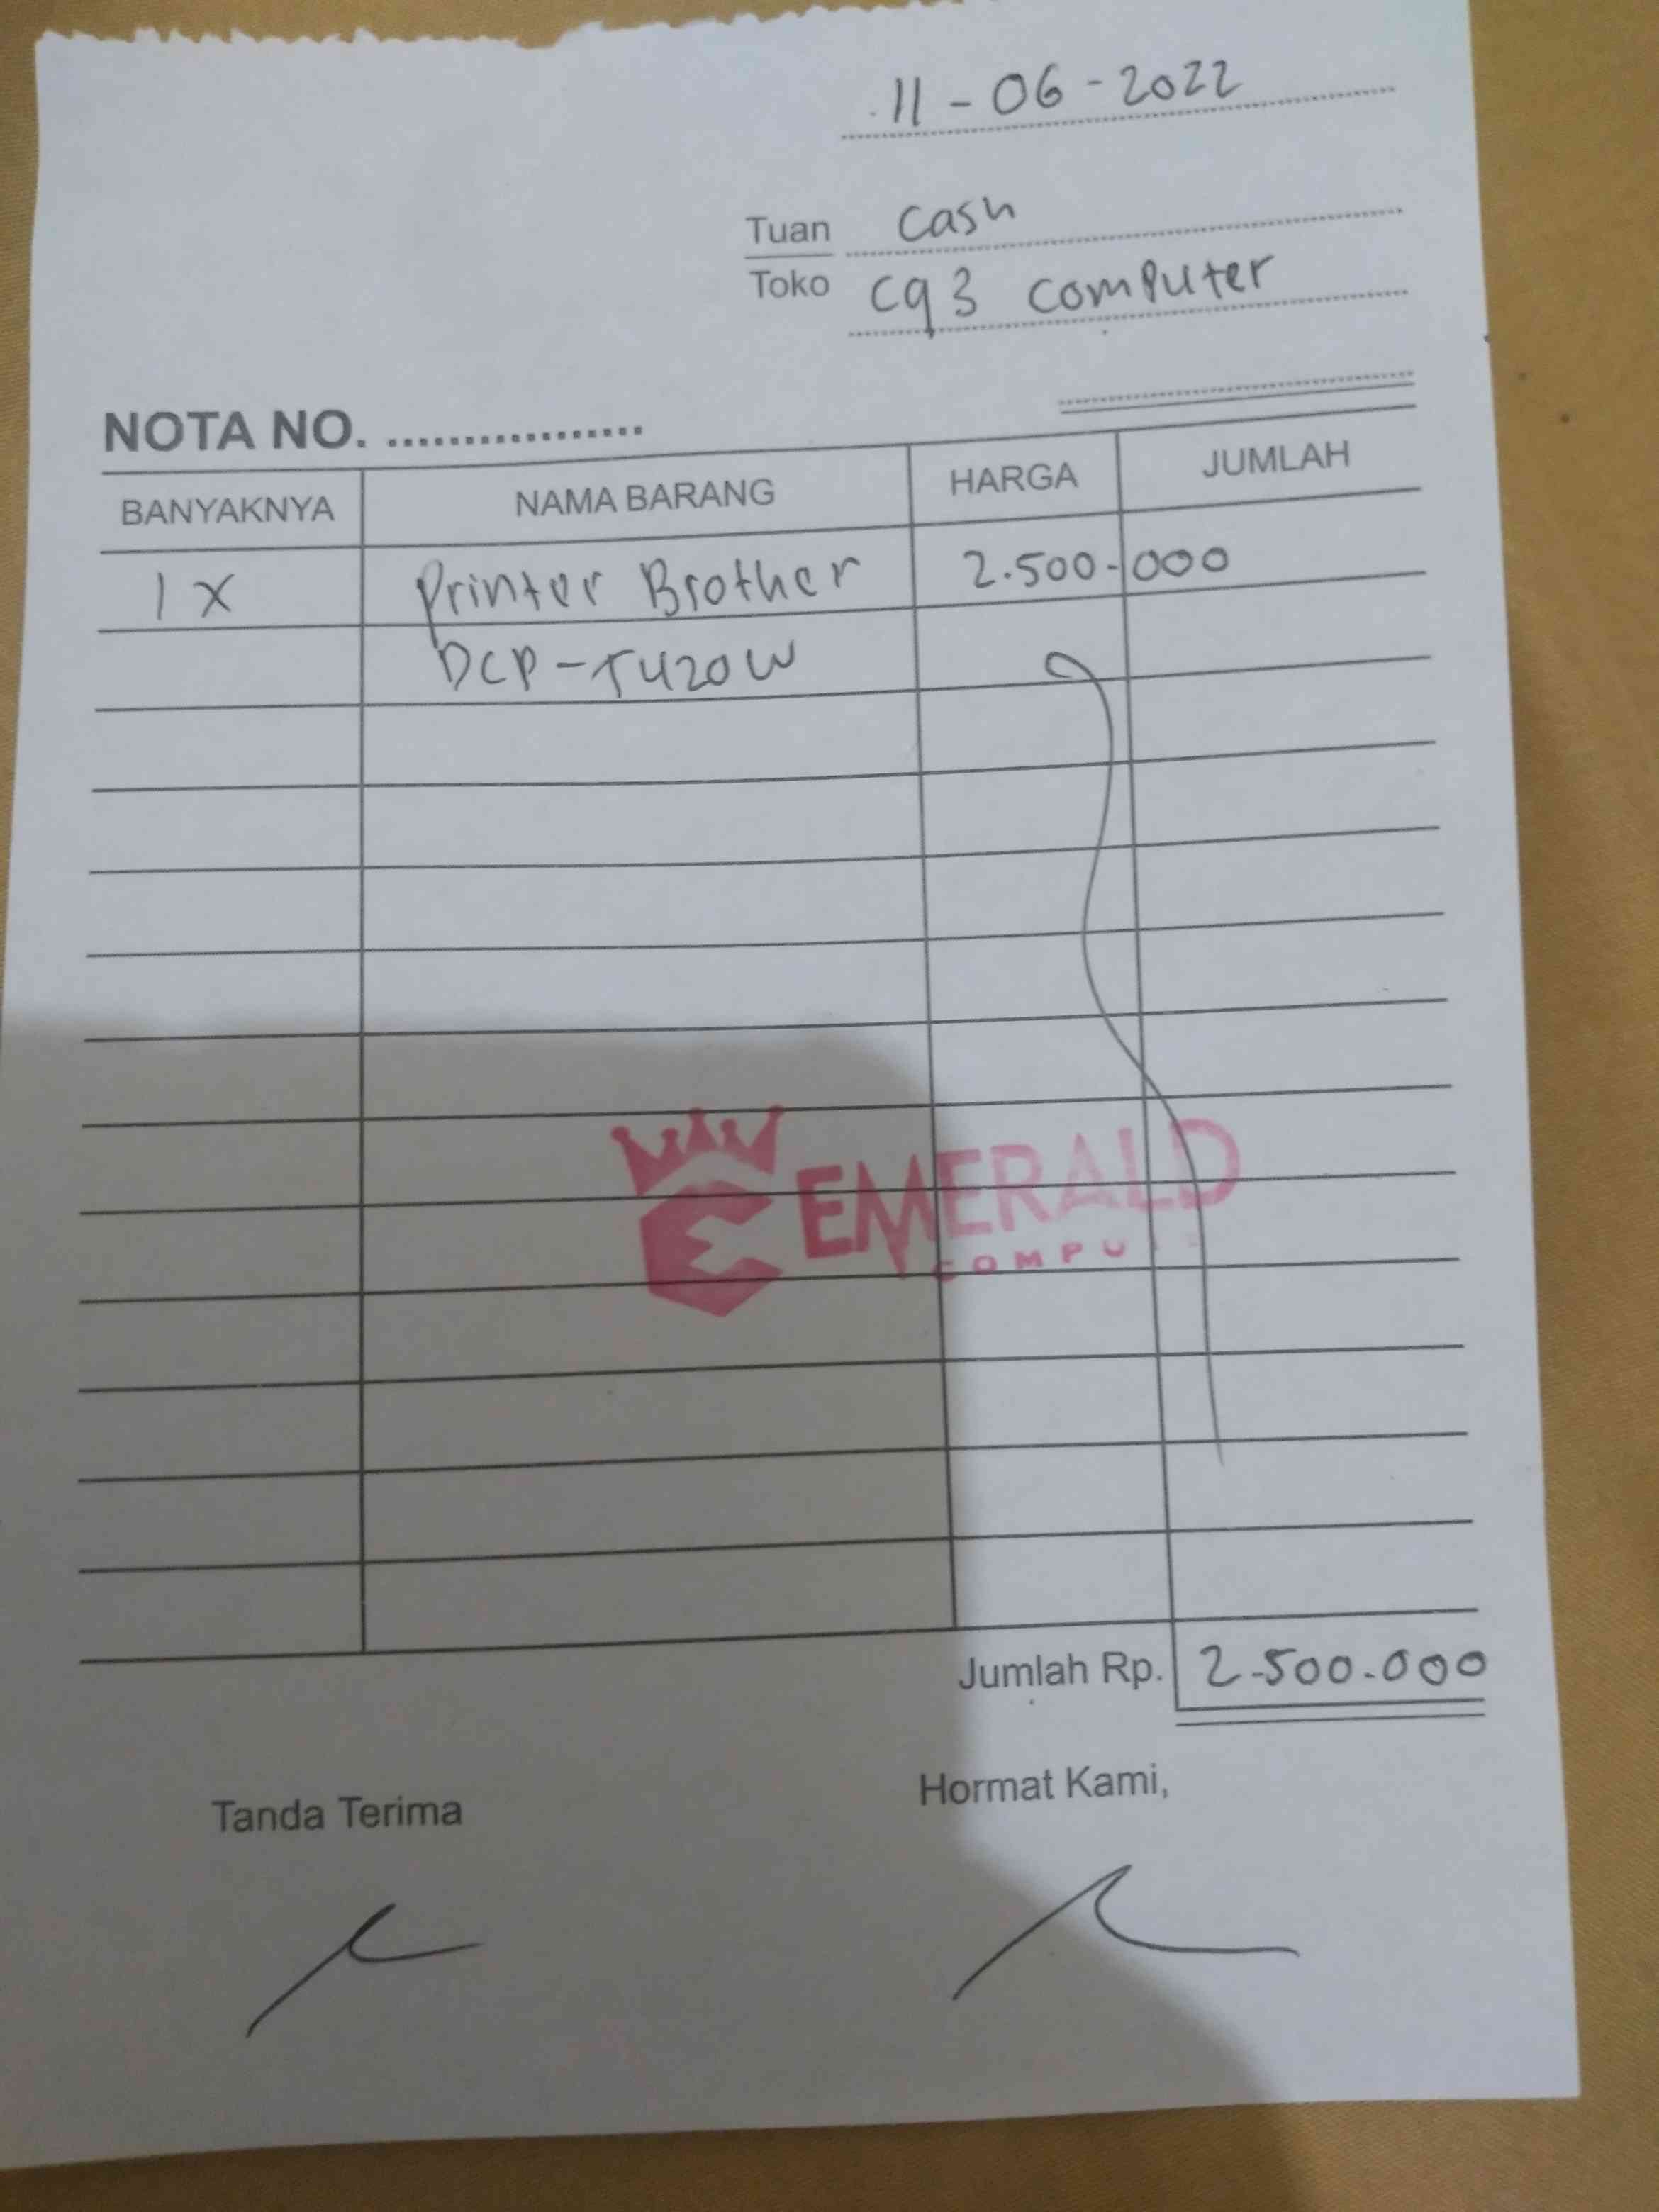 11-06-2022
Tuan Cash
Toko cq3 computer
NOTA NO. ..................
BANYAKNYA NAMA BARANG HARGA JUMLAH
1 x Printer Brother 2.500.000
DCP-T420W
EMERALD
Jumlah Rp. 2.500.000
Tanda Terima Hormat Kami,